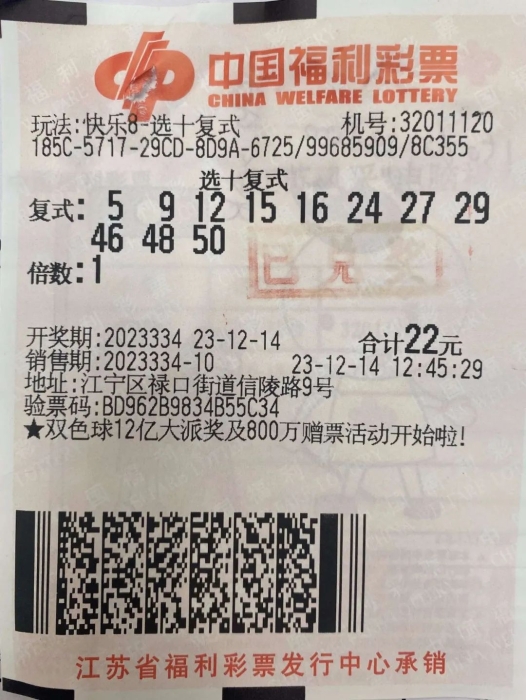 中国福利彩票
CHINA WELFARE LOTTERY
玩法:快乐8-选十复式 机号:32011120
185C-5717-29CD-8D9A-6725/99685909/8C355
选十复式
复式: 5 9 12 15 16 24 27 29
46 48 50
倍数:1
已兑奖
开奖期:2023334 23-12-14 合计22元
销售期:2023334-10 23-12-14 12:45:29
地址:江宁区禄口街道信陵路9号
验票码:BD962B9834B55C34
★双色球12亿大派奖及800万赠票活动开始啦!
江苏省福利彩票发行中心承销